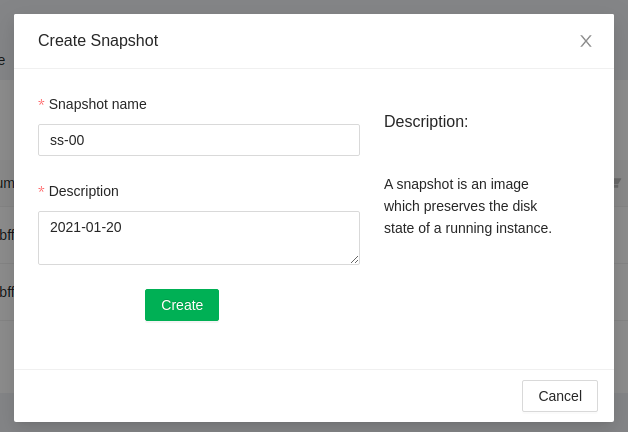 Create Snapshot
* Snapshot name
ss-00
* Description
2021-01-20
Create
Description:
A snapshot is an image
which preserves the disk
state of a running instance.
Cancel